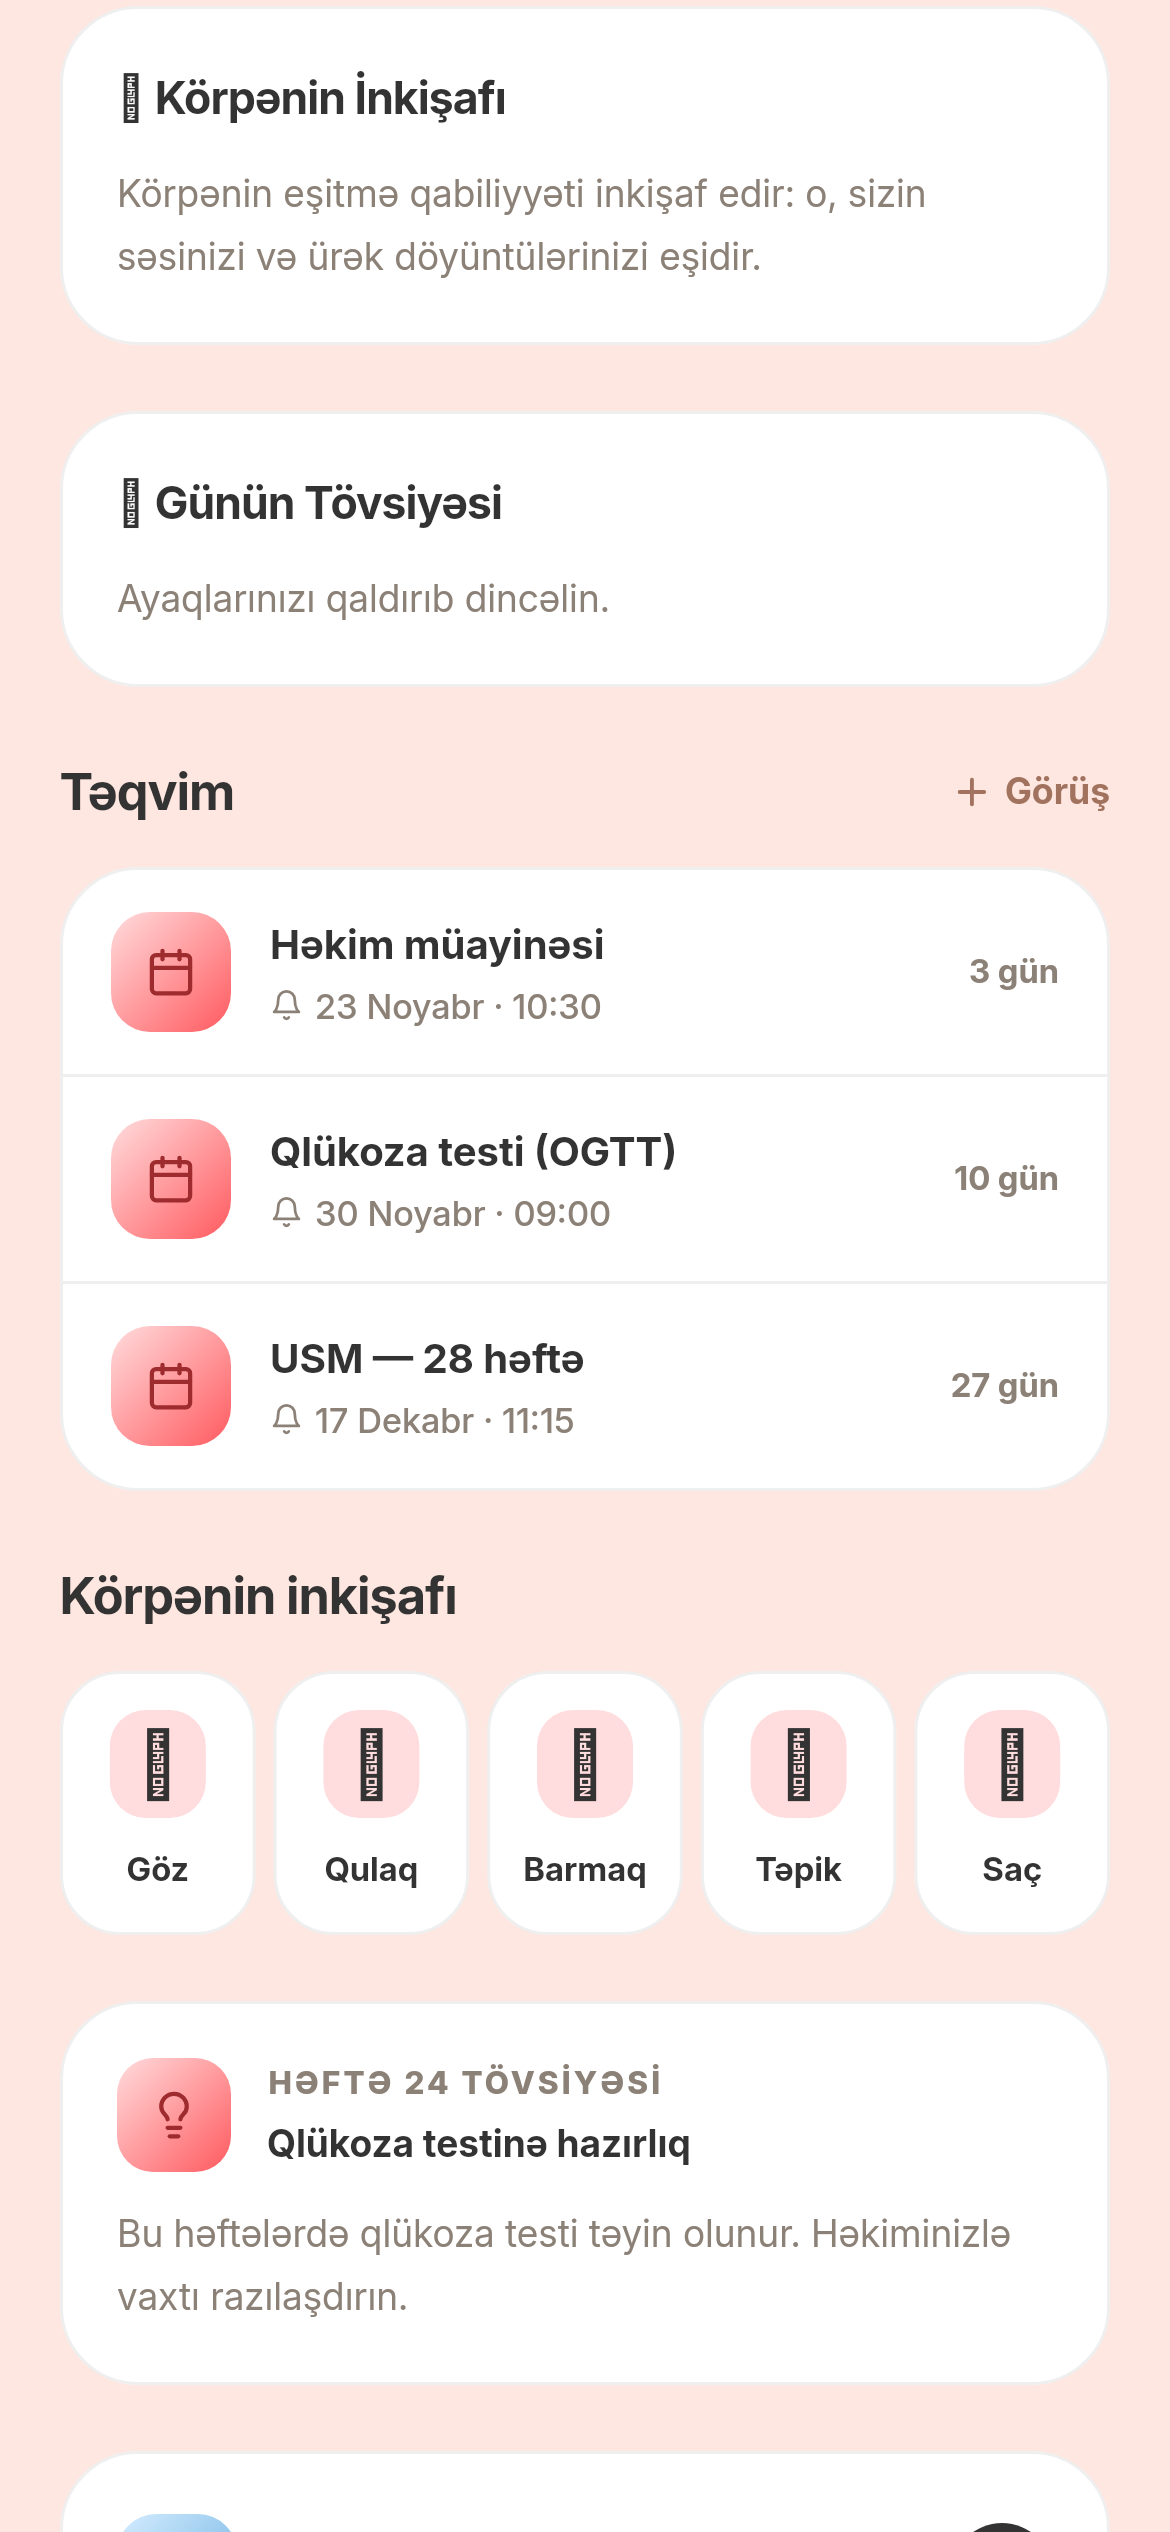 Körpənin İnkişafı
Körpənin eşitmə qabiliyyəti inkişaf edir: o, sizin
səsinizi və ürək döyüntülərinizi eşidir.
Günün Tövsiyəsi
Ayaqlarınızı qaldırıb dincəlin.
Təqvim
+ Görüş
Həkim müayinəsi
23 Noyabr · 10:30
3 gün
Qlükoza testi (OGTT)
30 Noyabr · 09:00
10 gün
USM — 28 həftə
17 Dekabr · 11:15
27 gün
Körpənin inkişafı
Göz
Qulaq
Barmaq
Təpik
Saç
HƏFTƏ 24 TÖVSİYƏSİ
Qlükoza testinə hazırlıq
Bu həftələrdə qlükoza testi təyin olunur. Həkiminizlə
vaxtı razılaşdırın.